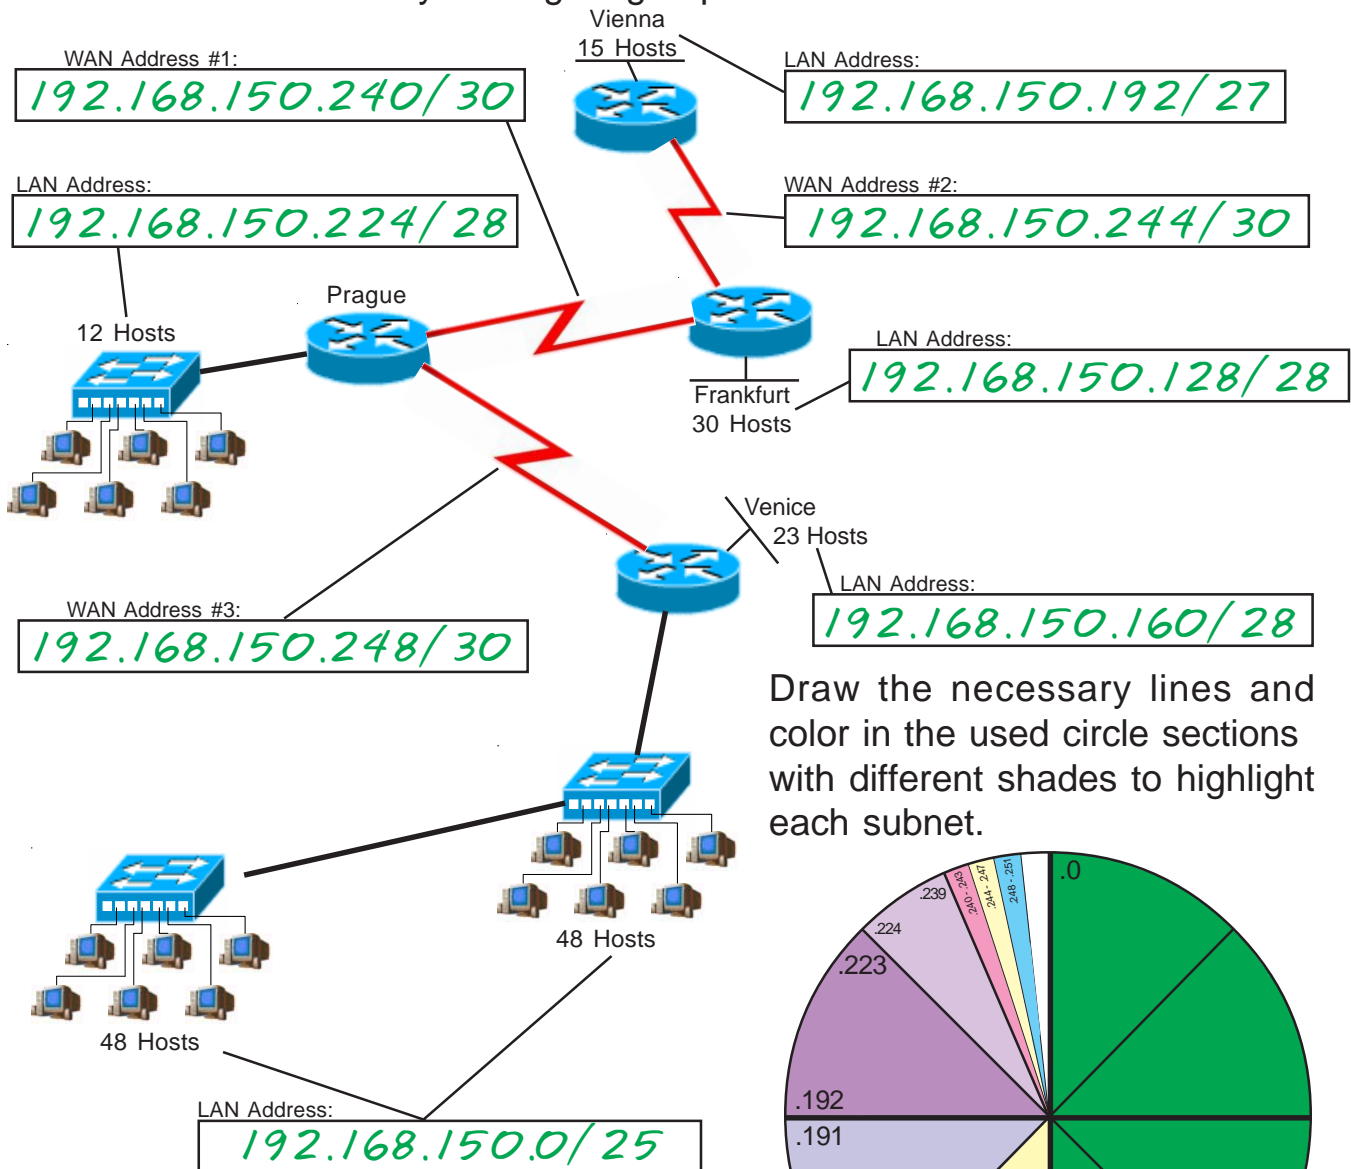 Vienna
15 Hosts
WAN Address #1:
192.168.150.240/30
LAN Address:
192.168.150.192/27
LAN Address:
192.168.150.224/28
WAN Address #2:
192.168.150.244/30
Prague
12 Hosts
LAN Address:
192.168.150.128/28
Frankfurt
30 Hosts
Venice
23 Hosts
LAN Address:
192.168.150.160/28
WAN Address #3:
192.168.150.248/30
Draw the necessary lines and
color in the used circle sections
with different shades to highlight
each subnet.
48 Hosts
48 Hosts
LAN Address:
192.168.150.0/25
.0
.248 - .251
.244 - .247
.240 - .243
.239
.224
.223
.192
.191